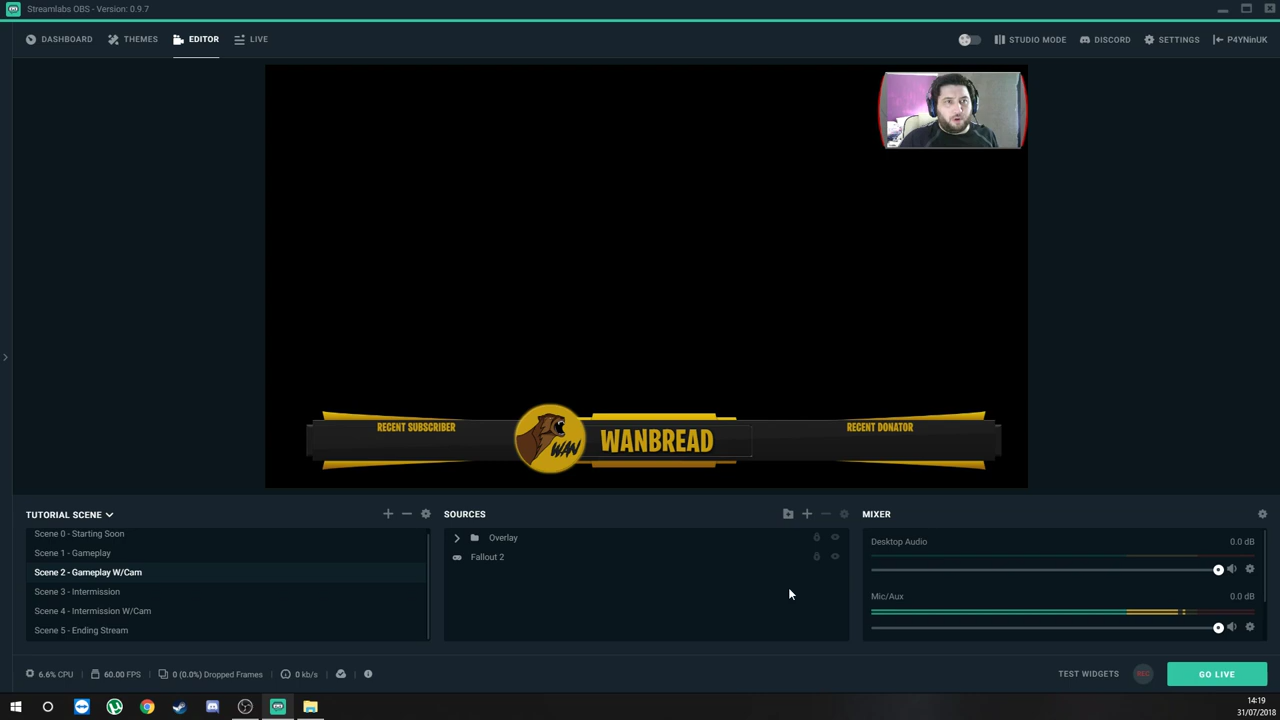 Streamlabs OBS - Version: 0.9.7
DASHBOARD
THEMES
EDITOR
LIVE
STUDIO MODE
DISCORD
SETTINGS
P4YNinUK
RECENT SUBSCRIBER
WAN
WANBREAD
RECENT DONATOR
TUTORIAL SCENE
Scene 0 - Starting Soon
Scene 1 - Gameplay
Scene 2 - Gameplay W/Cam
Scene 3 - Intermission
Scene 4 - Intermission W/Cam
Scene 5 - Ending Stream
SOURCES
Overlay
Fallout 2
MIXER
Desktop Audio 0.0 dB
Mic/Aux 0.0 dB
6.6% CPU
60.00 FPS
0 (0.0%) Dropped Frames
0 kb/s
TEST WIDGETS
REC
GO LIVE
14:19
31/07/2018